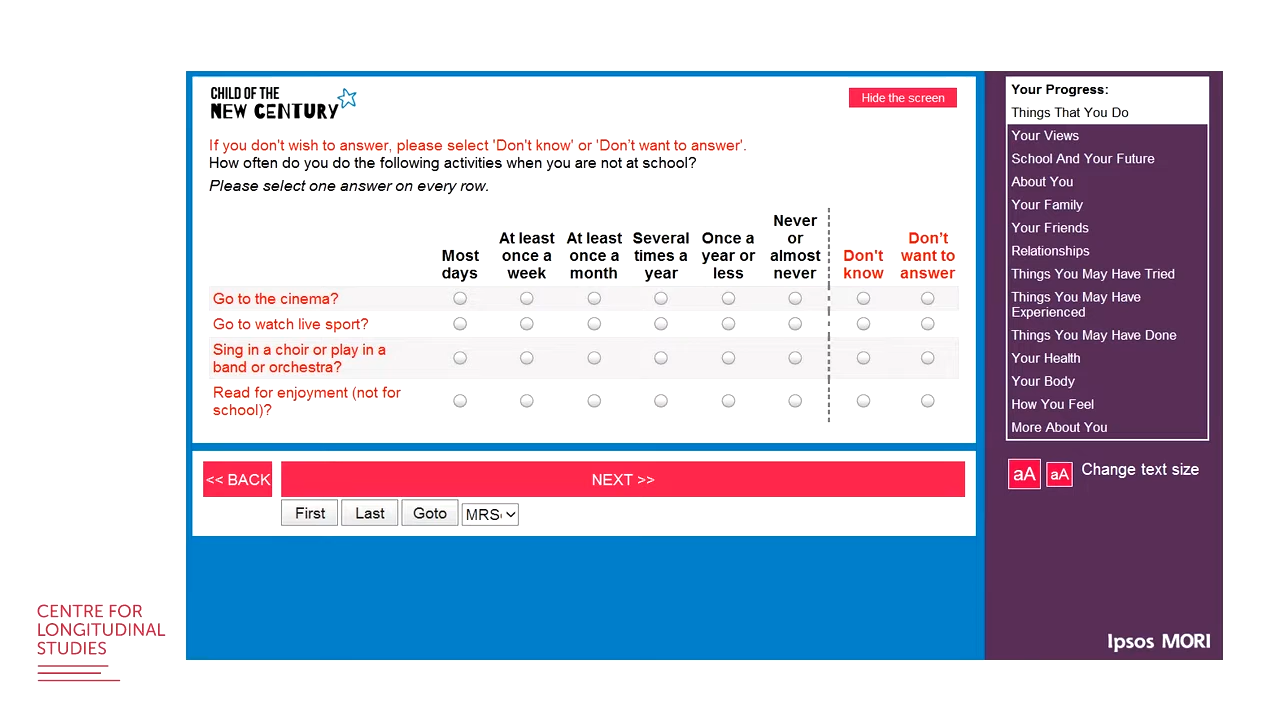 CHILD OF THE
NEW CENTURY
Hide the screen
If you don't wish to answer, please select 'Don't know' or 'Don't want to answer'.
How often do you do the following activities when you are not at school?
Please select one answer on every row.
Most days
At least once a week
At least once a month
Several times a year
Once a year or less
Never or almost never
Don't know
Don't want to answer
Go to the cinema?
Go to watch live sport?
Sing in a choir or play in a
band or orchestra?
Read for enjoyment (not for
school)?
<< BACK
NEXT >>
First
Last
Goto
Your Progress:
Things That You Do
Your Views
School And Your Future
About You
Your Family
Your Friends
Relationships
Things You May Have Tried
Things You May Have
Experienced
Things You May Have Done
Your Health
Your Body
How You Feel
More About You
aA aA Change text size
Ipsos MORI
CENTRE FOR
LONGITUDINAL
STUDIES